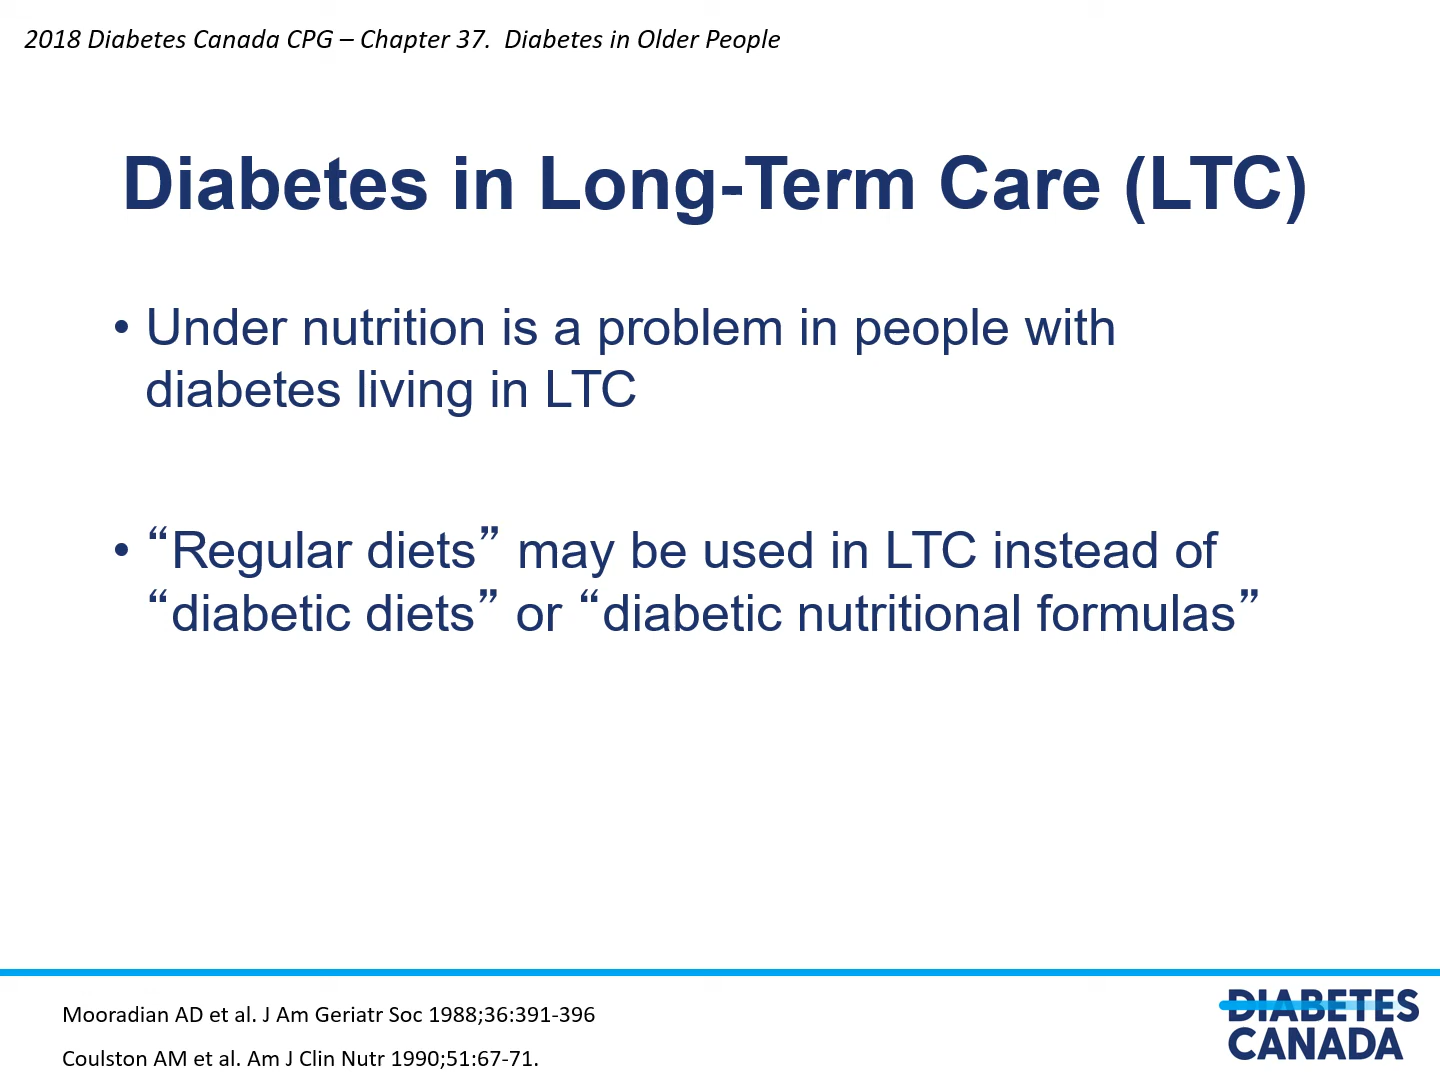 2018 Diabetes Canada CPG – Chapter 37.  Diabetes in Older People
Diabetes in Long-Term Care (LTC)
• Under nutrition is a problem in people with
diabetes living in LTC
• “Regular diets” may be used in LTC instead of
“diabetic diets” or “diabetic nutritional formulas”
Mooradian AD et al. J Am Geriatr Soc 1988;36:391-396
Coulston AM et al. Am J Clin Nutr 1990;51:67-71.
DIABETES
CANADA